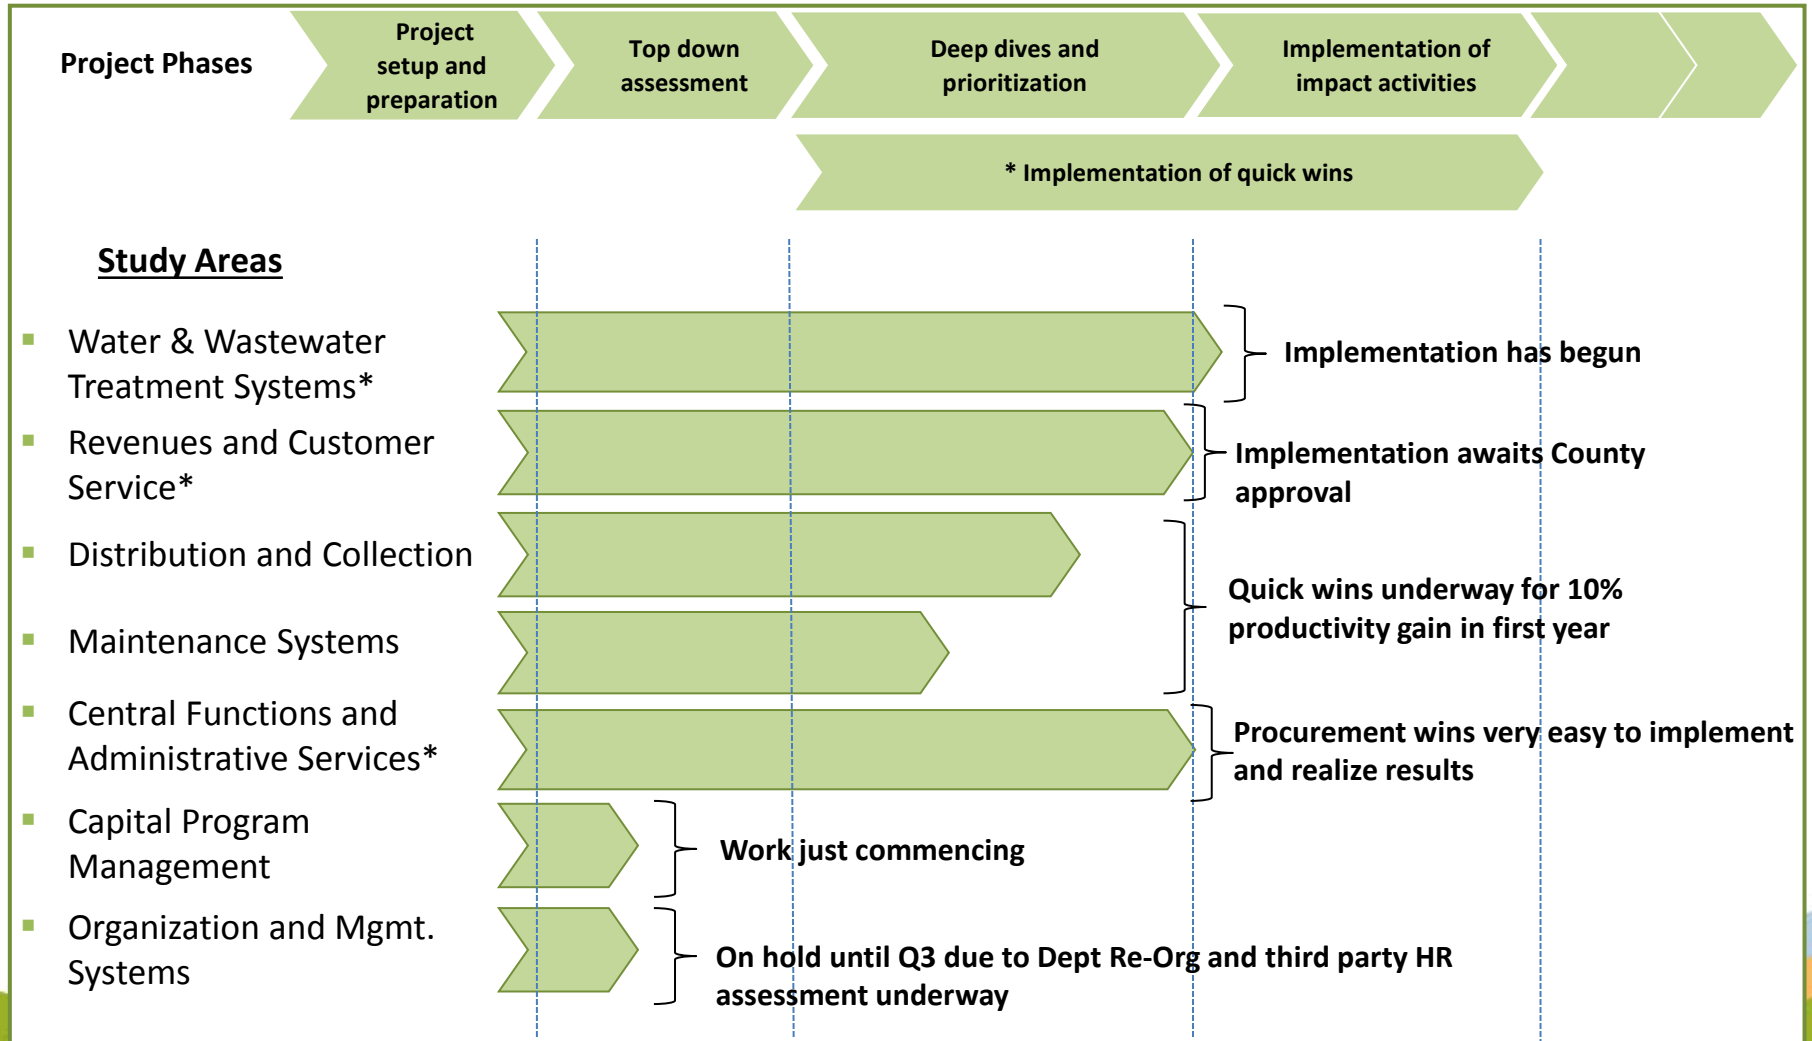 Project Phases
Project
setup and
preparation
Top down
assessment
Deep dives and
prioritization
Implementation of
impact activities
* Implementation of quick wins
Study Areas
Water & Wastewater
Treatment Systems*
Implementation has begun
Revenues and Customer
Service*
Implementation awaits County
approval
Distribution and Collection
Maintenance Systems
Quick wins underway for 10%
productivity gain in first year
Central Functions and
Administrative Services*
Procurement wins very easy to implement
and realize results
Capital Program
Management
Work just commencing
Organization and Mgmt.
Systems
On hold until Q3 due to Dept Re-Org and third party HR
assessment underway